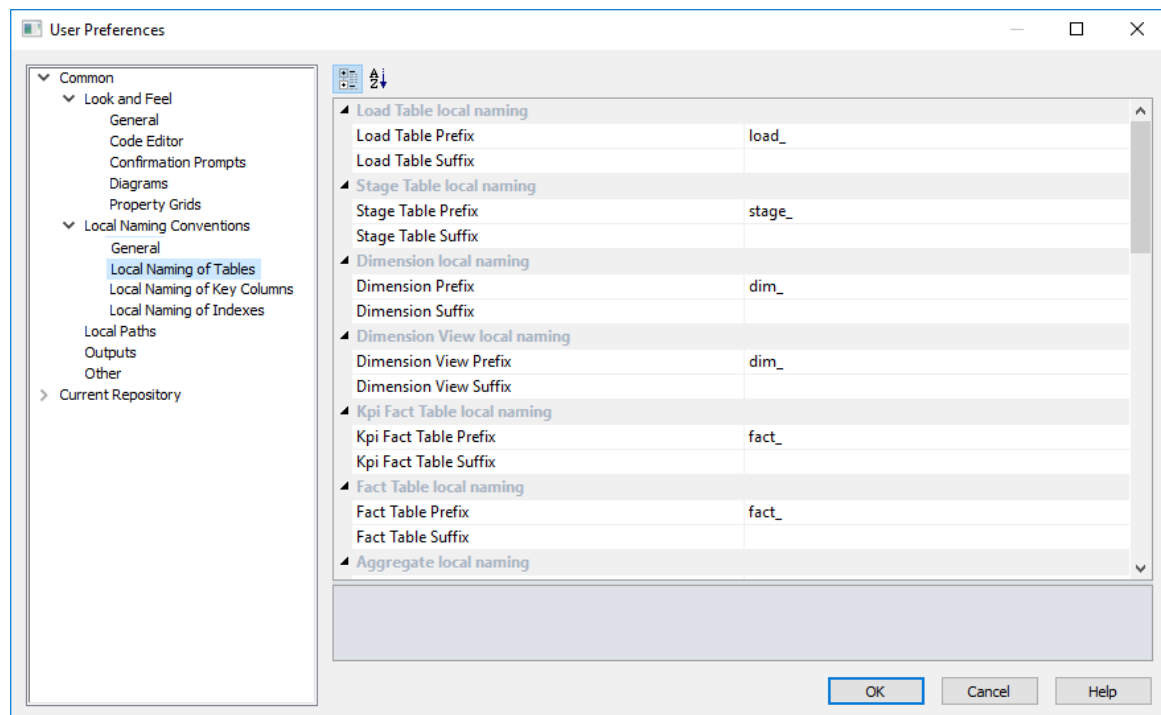 User Preferences
Common
Look and Feel
General
Code Editor
Confirmation Prompts
Diagrams
Property Grids
Local Naming Conventions
General
Local Naming of Tables
Local Naming of Key Columns
Local Naming of Indexes
Local Paths
Outputs
Other
Current Repository
Load Table local naming
Load Table Prefix load_
Load Table Suffix
Stage Table local naming
Stage Table Prefix stage_
Stage Table Suffix
Dimension local naming
Dimension Prefix dim_
Dimension Suffix
Dimension View local naming
Dimension View Prefix dim_
Dimension View Suffix
Kpi Fact Table local naming
Kpi Fact Table Prefix fact_
Kpi Fact Table Suffix
Fact Table local naming
Fact Table Prefix fact_
Fact Table Suffix
Aggregate local naming
OK Cancel Help